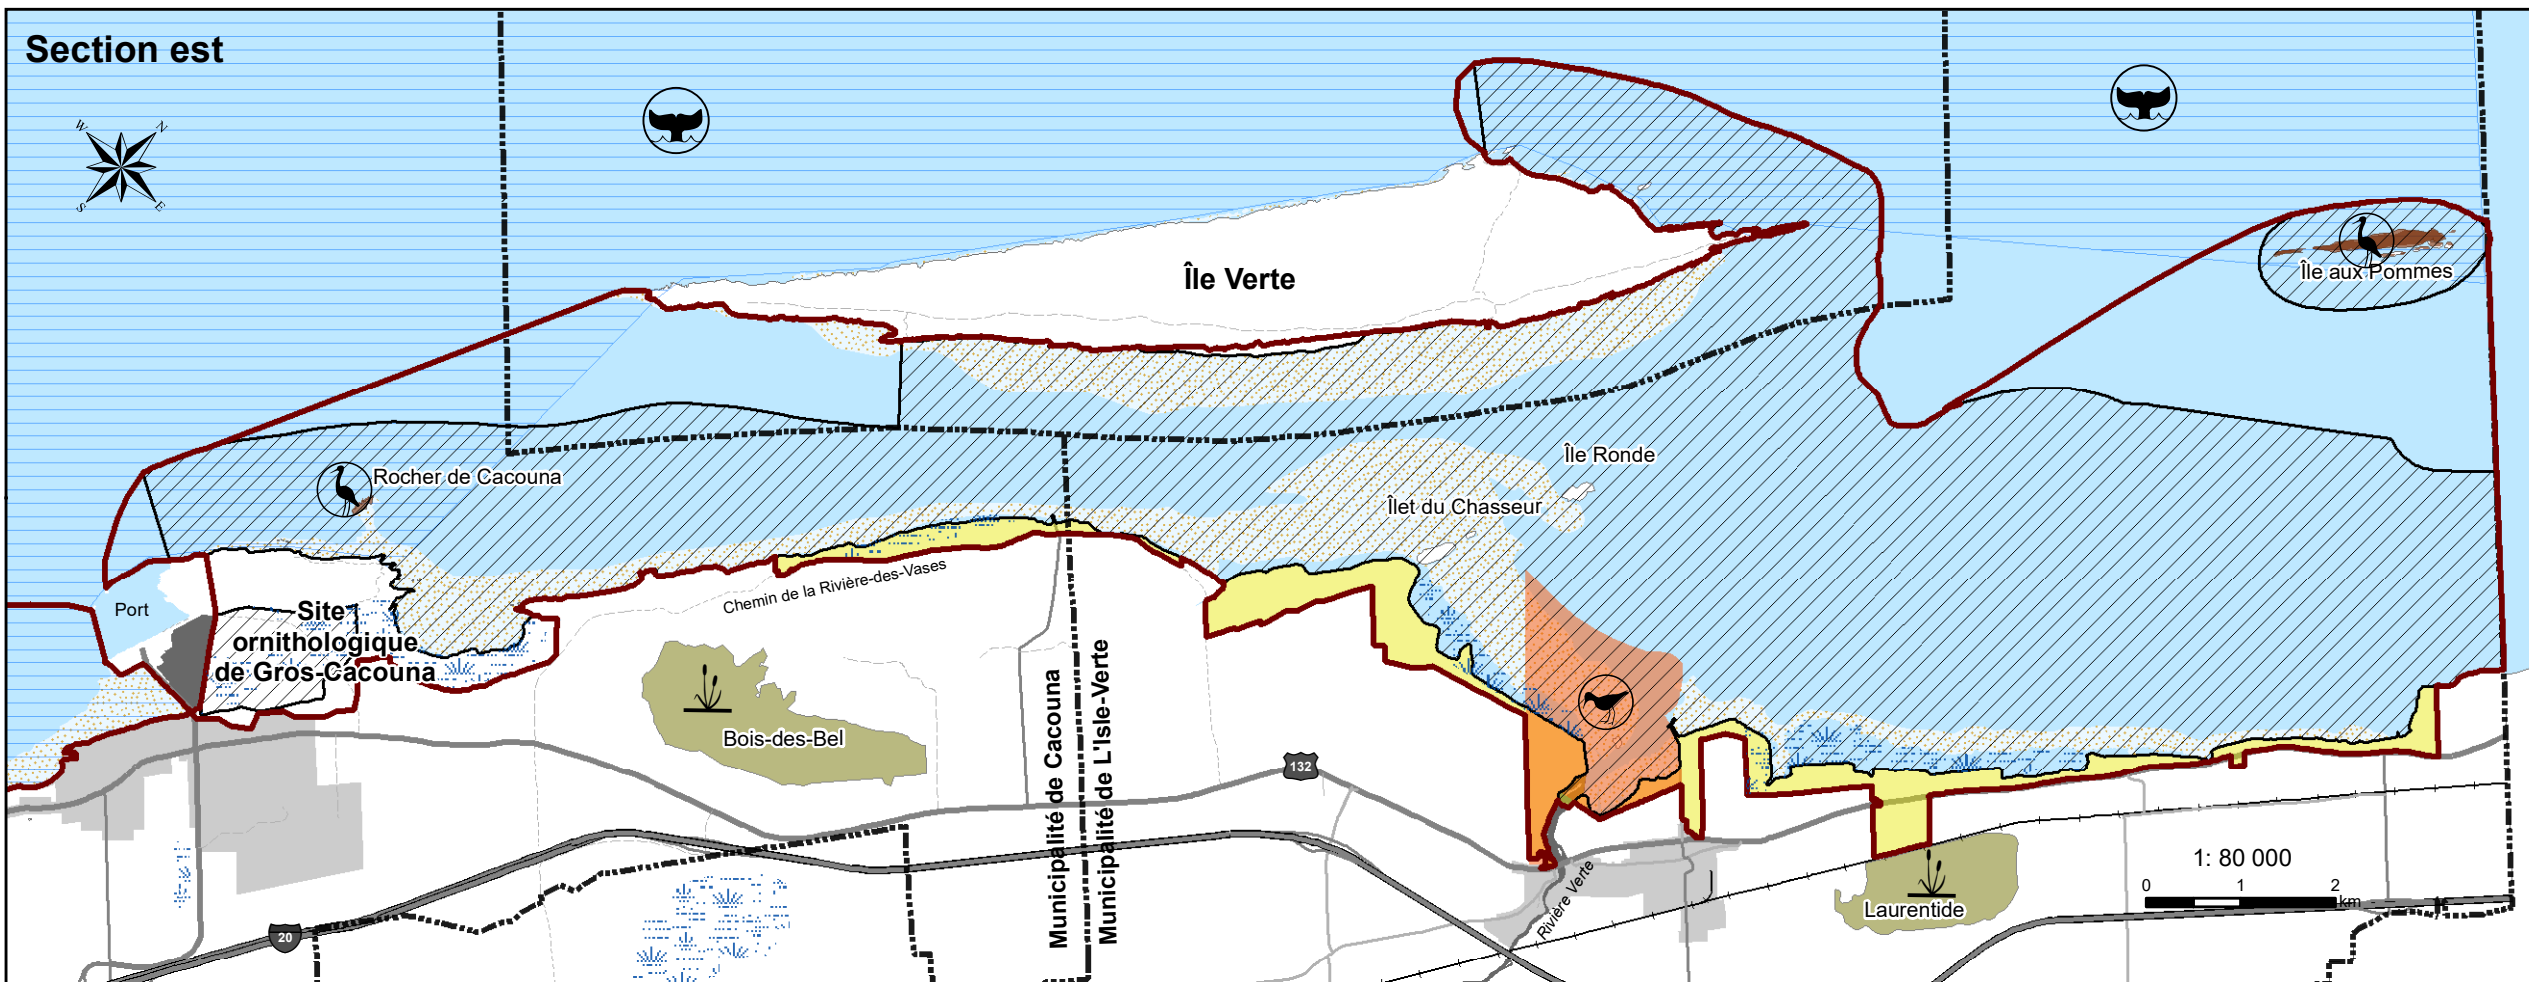 Section est
W
N
S
E
Île Verte
Île aux Pommes
Rocher de Cacouna
Île Ronde
Îlet du Chasseur
Port
Site
ornithologique
de Gros-Cacouna
Chemin de la Rivière-des-Vases
Municipalité de Cacouna
Municipalité de L'Isle-Verte
Bois-des-Bel
132
20
Rivière Verte
Laurentide
1: 80 000
0
1
2
km